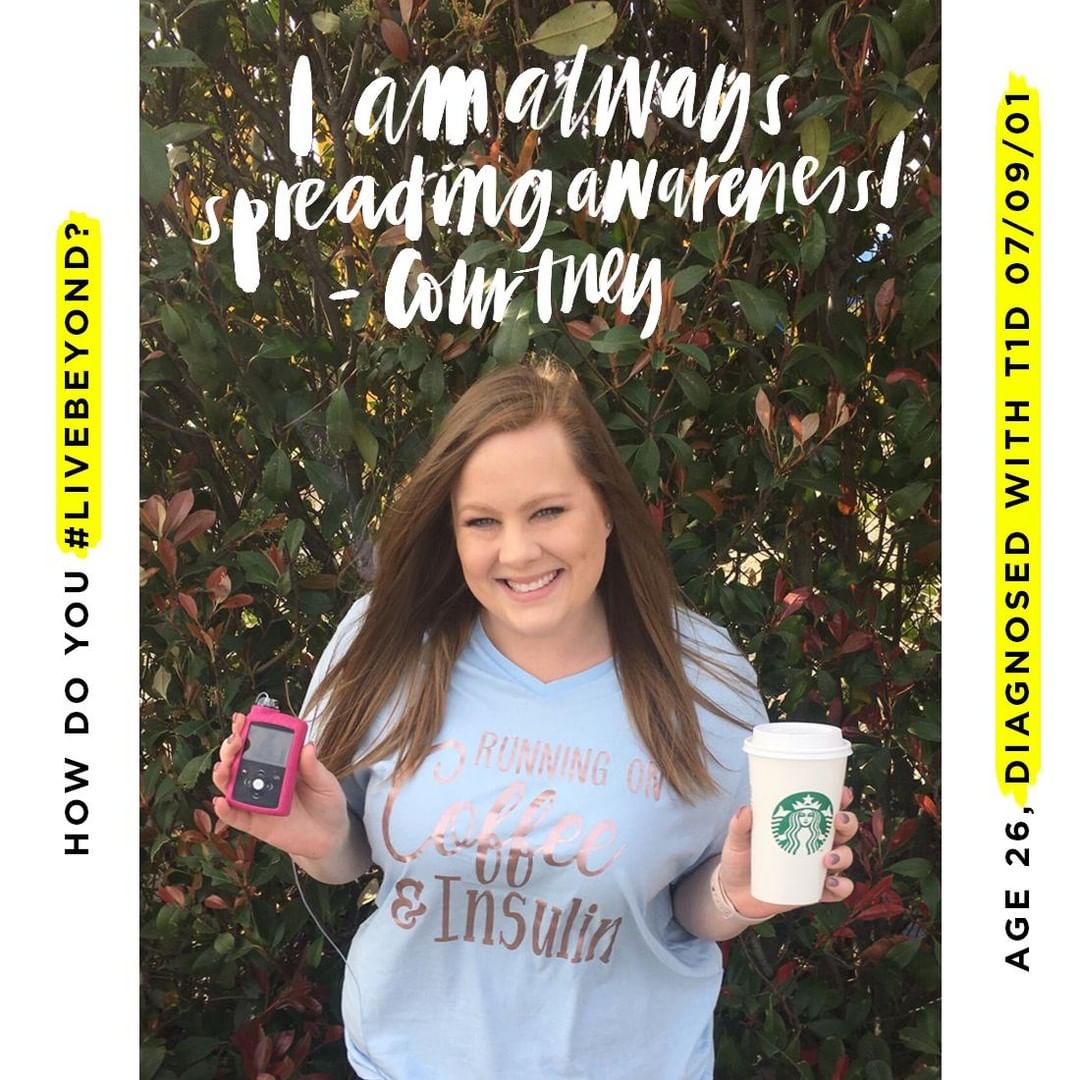 I am always
spreading awareness!
- Courtney
HOW DO YOU #LIVEBEYOND?
RUNNING ON
Coffee
& Insulin
AGE 26, DIAGNOSED WITH T1D 07/09/01